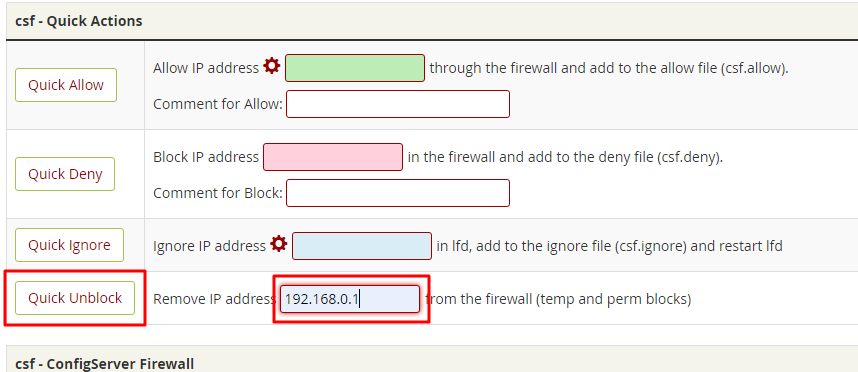 csf - Quick Actions
Quick Allow
Allow IP address through the firewall and add to the allow file (csf.allow).
Comment for Allow:
Quick Deny
Block IP address in the firewall and add to the deny file (csf.deny).
Comment for Block:
Quick Ignore
Ignore IP address in lfd, add to the ignore file (csf.ignore) and restart lfd
Quick Unblock
Remove IP address 192.168.0.1 from the firewall (temp and perm blocks)
csf - ConfigServer Firewall